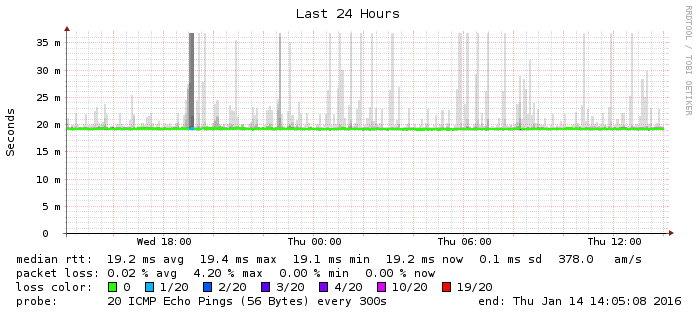 Last 24 Hours
RRDTOOL / TOBI OETIKER
Seconds
35 m
30 m
25 m
20 m
15 m
10 m
5 m
0
Wed 18:00 Thu 00:00 Thu 06:00 Thu 12:00
median rtt: 19.2 ms avg 19.4 ms max 19.1 ms min 19.2 ms now 0.1 ms sd 378.0 am/s
packet loss: 0.02 % avg 4.20 % max 0.00 % min 0.00 % now
loss color: 0 1/20 2/20 3/20 4/20 10/20 19/20
probe: 20 ICMP Echo Pings (56 Bytes) every 300s end: Thu Jan 14 14:05:08 2016